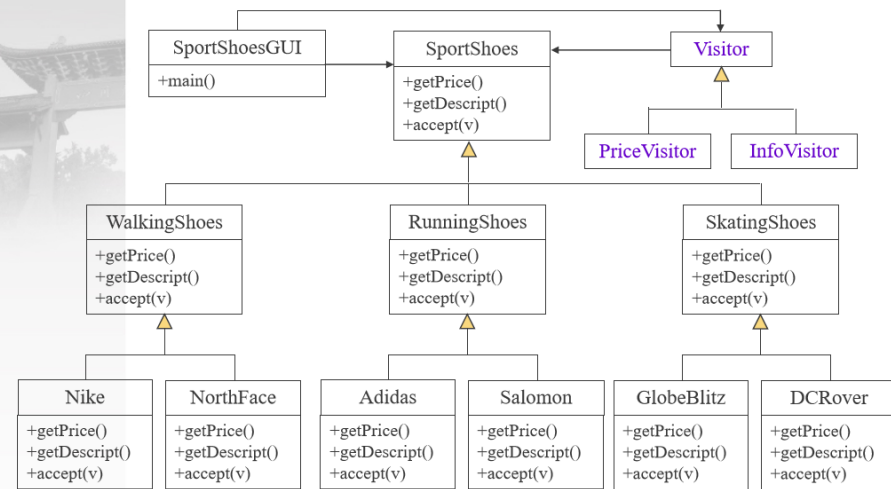 SportShoesGUI
+main()
SportShoes
+getPrice()
+getDescript()
+accept(v)
Visitor
PriceVisitor
InfoVisitor
WalkingShoes
+getPrice()
+getDescript()
+accept(v)
RunningShoes
+getPrice()
+getDescript()
+accept(v)
SkatingShoes
+getPrice()
+getDescript()
+accept(v)
Nike
+getPrice()
+getDescript()
+accept(v)
NorthFace
+getPrice()
+getDescript()
+accept(v)
Adidas
+getPrice()
+getDescript()
+accept(v)
Salomon
+getPrice()
+getDescript()
+accept(v)
GlobeBlitz
+getPrice()
+getDescript()
+accept(v)
DCRover
+getPrice()
+getDescript()
+accept(v)